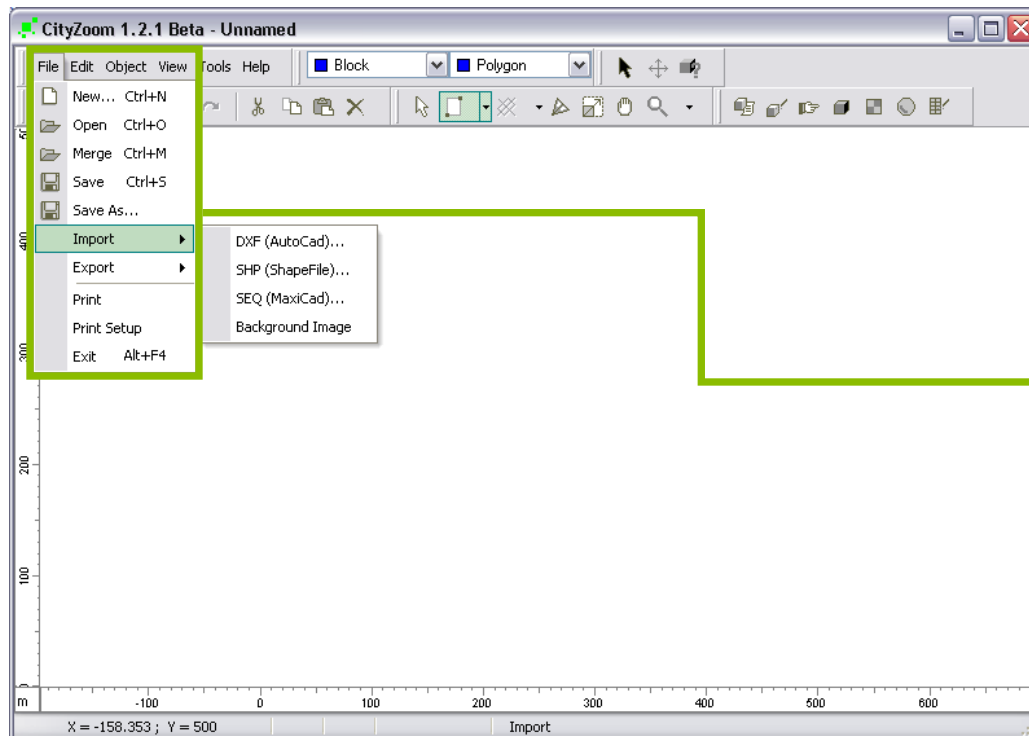 CityZoom 1.2.1 Beta - Unnamed
File Edit Object View Tools Help Block Polygon
New... Ctrl+N
Open Ctrl+O
Merge Ctrl+M
Save Ctrl+S
Save As...
Import
Export
Print
Print Setup
Exit Alt+F4
DXF (AutoCad)...
SHP (ShapeFile)...
SEQ (MaxiCad)...
Background Image
400
300
200
100
m -100 0 100 200 300 400 500 600
X = -158.353 ; Y = 500 Import